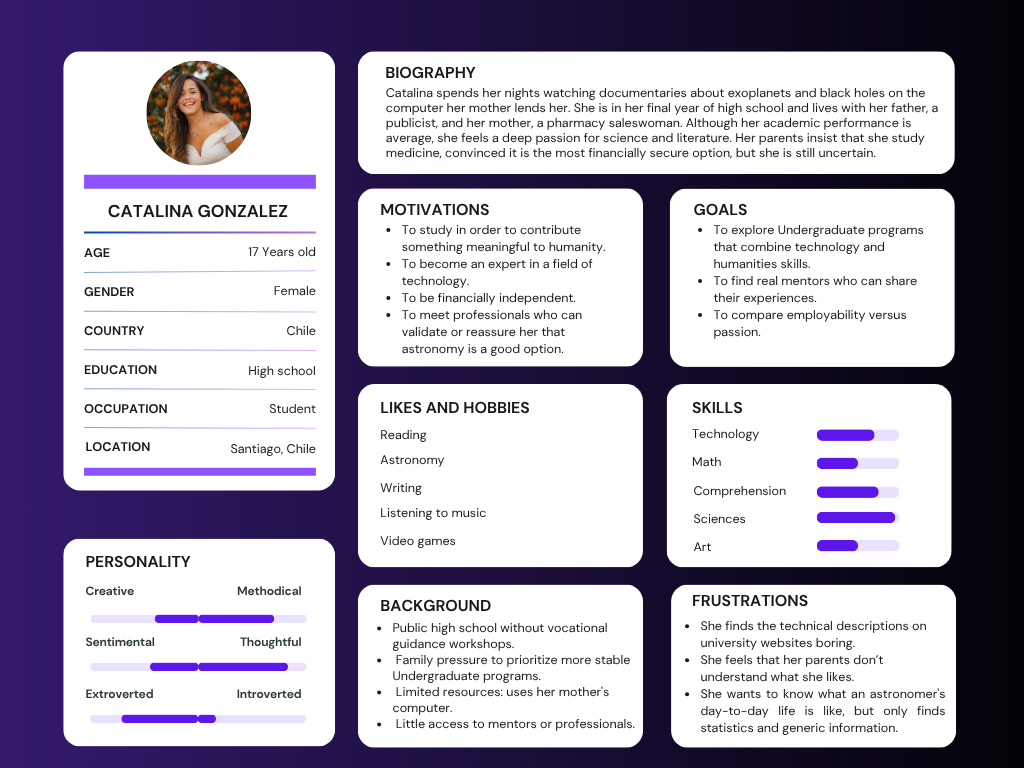 CATALINA GONZALEZ
AGE 17 Years old
GENDER Female
COUNTRY Chile
EDUCATION High school
OCCUPATION Student
LOCATION Santiago, Chile
PERSONALITY
Creative Methodical
Sentimental Thoughtful
Extroverted Introverted
BIOGRAPHY
Catalina spends her nights watching documentaries about exoplanets and black holes on the
computer her mother lends her. She is in her final year of high school and lives with her father, a
publicist, and her mother, a pharmacy saleswoman. Although her academic performance is
average, she feels a deep passion for science and literature. Her parents insist that she study
medicine, convinced it is the most financially secure option, but she is still uncertain.
MOTIVATIONS
• To study in order to contribute
something meaningful to humanity.
• To become an expert in a field of
technology.
• To be financially independent.
• To meet professionals who can
validate or reassure her that
astronomy is a good option.
GOALS
• To explore Undergraduate programs
that combine technology and
humanities skills.
• To find real mentors who can share
their experiences.
• To compare employability versus
passion.
LIKES AND HOBBIES
Reading
Astronomy
Writing
Listening to music
Video games
SKILLS
Technology
Math
Comprehension
Sciences
Art
BACKGROUND
• Public high school without vocational
guidance workshops.
• Family pressure to prioritize more stable
Undergraduate programs.
• Limited resources: uses her mother's
computer.
• Little access to mentors or professionals.
FRUSTRATIONS
• She finds the technical descriptions on
university websites boring.
• She feels that her parents don’t
understand what she likes.
• She wants to know what an astronomer's
day-to-day life is like, but only finds
statistics and generic information.